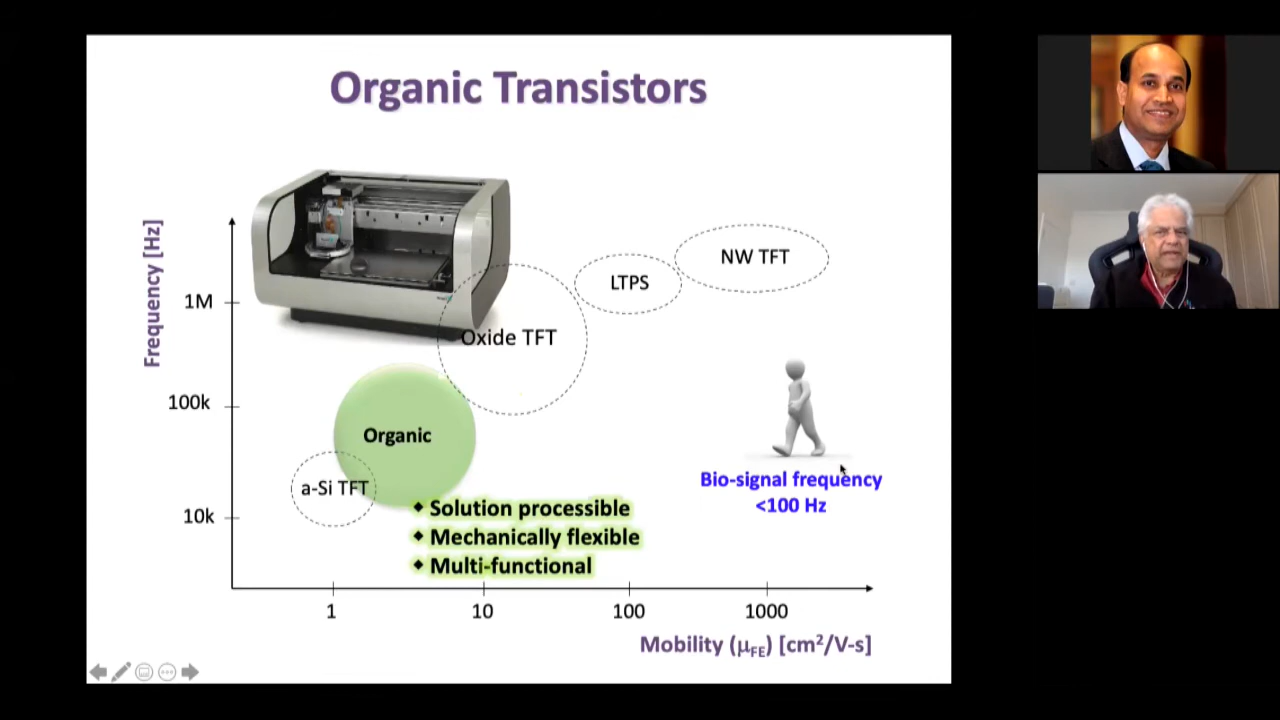 Organic Transistors
Frequency [Hz]
1M
100k
10k
NW TFT
LTPS
Oxide TFT
Organic
a-Si TFT
Bio-signal frequency
<100 Hz
Solution processible
Mechanically flexible
Multi-functional
1
10
100
1000
Mobility (μFE) [cm²/V-s]